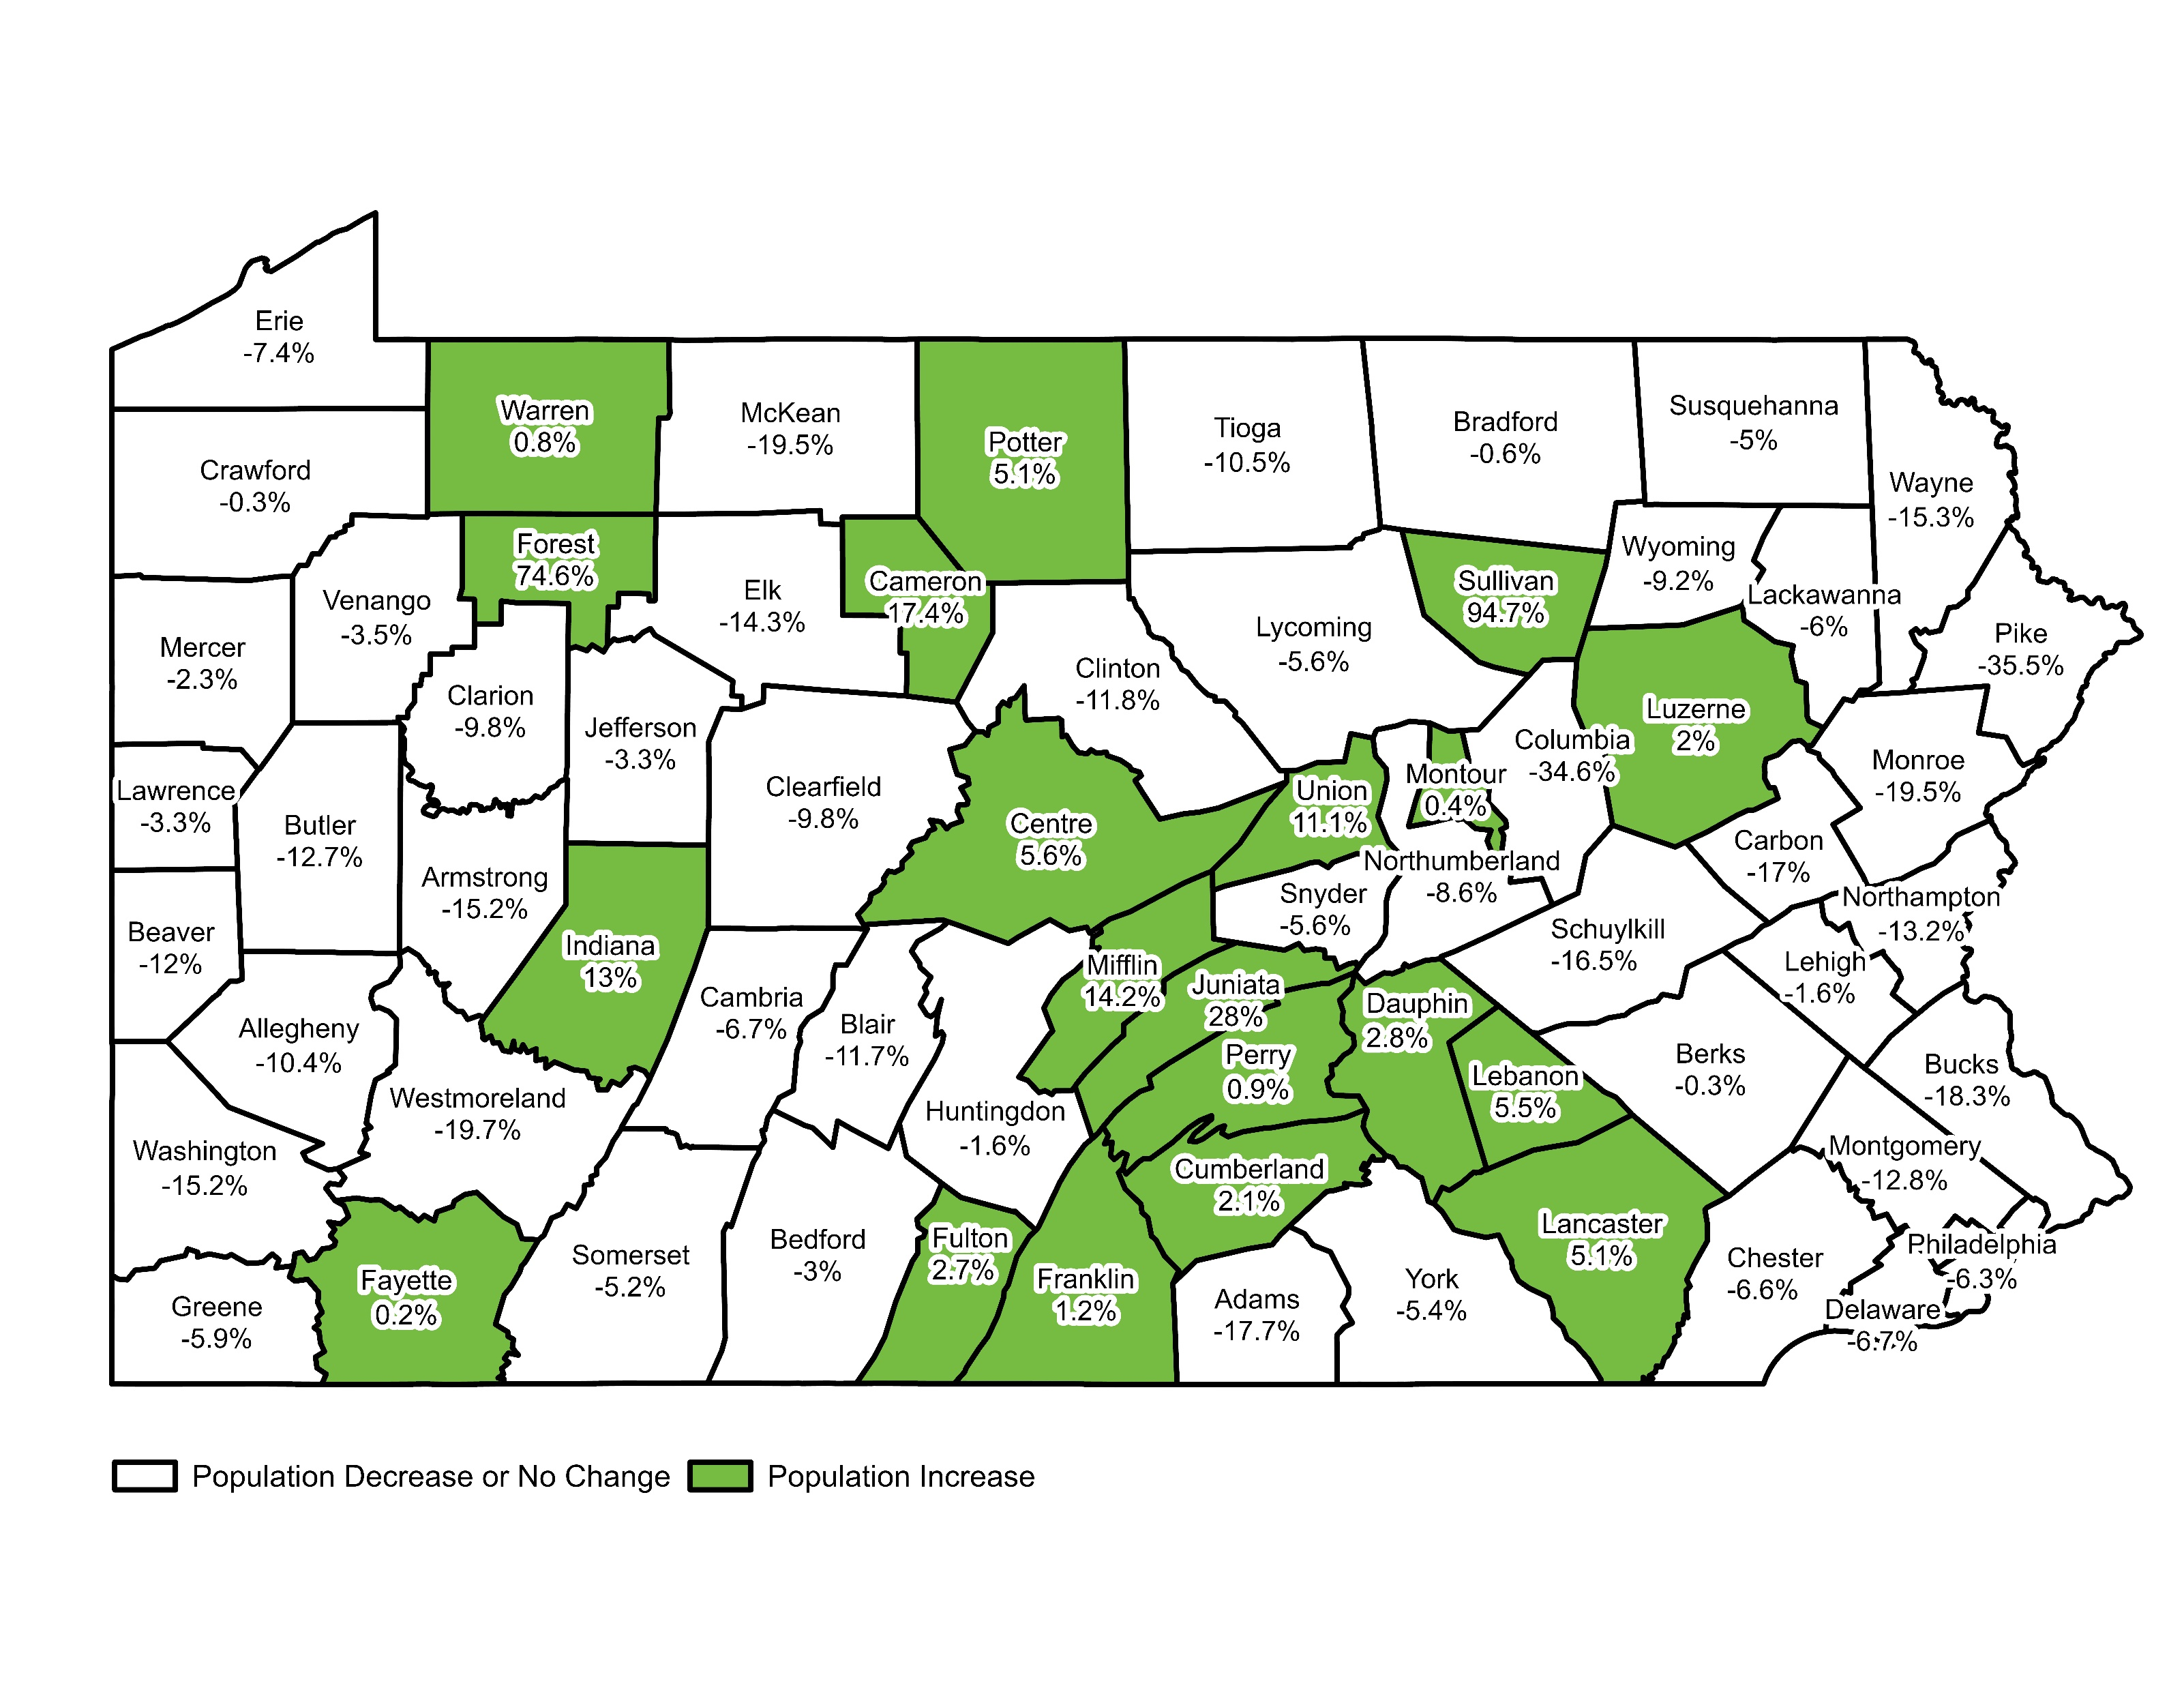 Erie
-7.4%
Warren
0.8%
McKean
-19.5%
Potter
5.1%
Tioga
-10.5%
Bradford
-0.6%
Susquehanna
-5%
Wayne
-15.3%
Crawford
-0.3%
Forest
74.6%
Elk
-14.3%
Cameron
17.4%
Sullivan
94.7%
Wyoming
-9.2%
Lackawanna
-6%
Pike
-35.5%
Mercer
-2.3%
Venango
-3.5%
Clarion
-9.8%
Jefferson
-3.3%
Clinton
-11.8%
Lycoming
-5.6%
Luzerne
2%
Columbia
-34.6%
Monroe
-19.5%
Lawrence
-3.3%
Butler
-12.7%
Clearfield
-9.8%
Centre
5.6%
Union
11.1%
Montour
0.4%
Carbon
-17%
Armstrong
-15.2%
Northumberland
-8.6%
Snyder
-5.6%
Northampton
-13.2%
Beaver
-12%
Indiana
13%
Schuylkill
-16.5%
Lehigh
-1.6%
Allegheny
-10.4%
Cambria
-6.7%
Blair
-11.7%
Mifflin
14.2%
Juniata
28%
Dauphin
2.8%
Perry
0.9%
Lebanon
5.5%
Berks
-0.3%
Bucks
-18.3%
Washington
-15.2%
Westmoreland
-19.7%
Huntingdon
-1.6%
Cumberland
2.1%
Montgomery
-12.8%
Lancaster
5.1%
Greene
-5.9%
Fayette
0.2%
Somerset
-5.2%
Bedford
-3%
Fulton
2.7%
Franklin
1.2%
Adams
-17.7%
York
-5.4%
Chester
-6.6%
Philadelphia
-6.3%
Delaware
-6.7%
Population Decrease or No Change
Population Increase